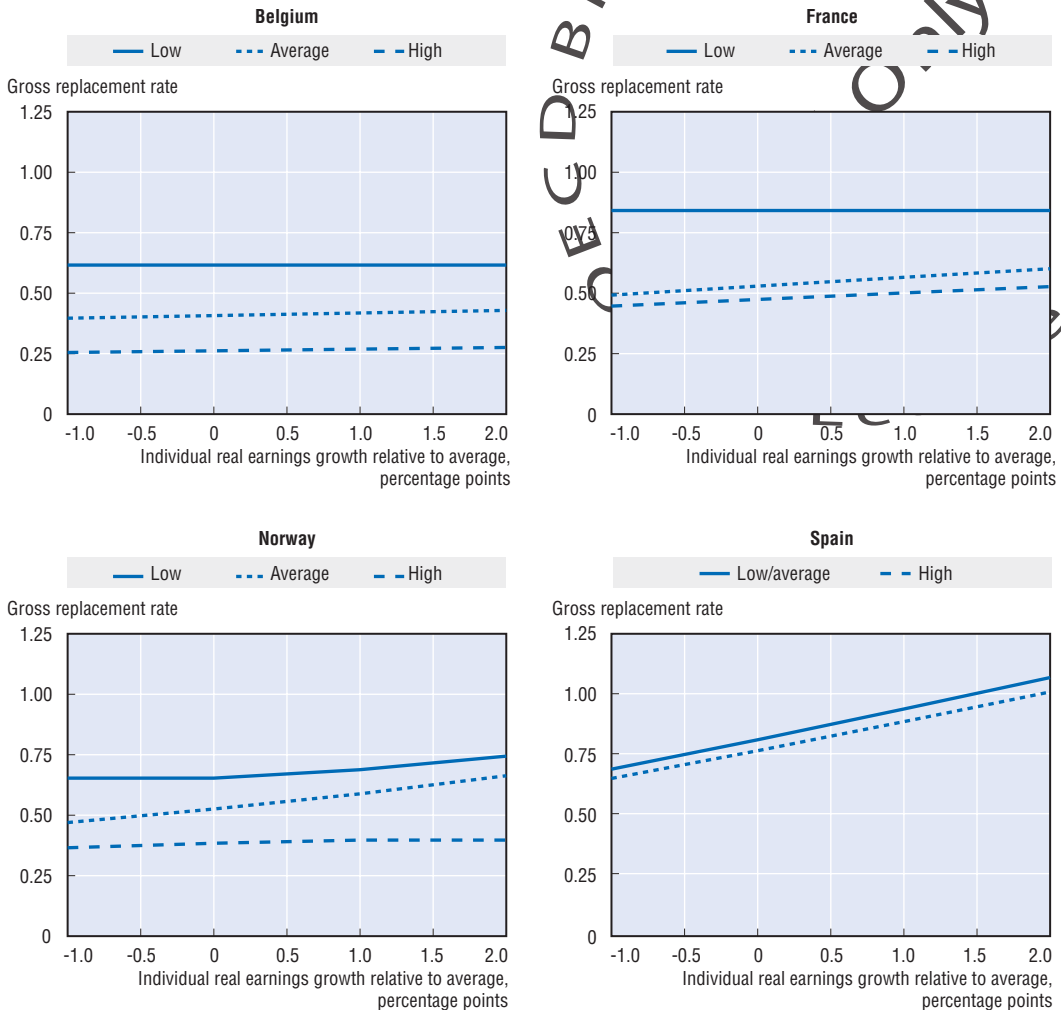 Belgium
Low Average High
Gross replacement rate
1.25
1.00
0.75
0.50
0.25
0
-1.0 -0.5 0 0.5 1.0 1.5 2.0
Individual real earnings growth relative to average,
percentage points
France
Low Average High
Gross replacement rate
1.25
1.00
0.75
0.50
0.25
0
-1.0 -0.5 0 0.5 1.0 1.5 2.0
Individual real earnings growth relative to average,
percentage points
Norway
Low Average High
Gross replacement rate
1.25
1.00
0.75
0.50
0.25
0
-1.0 -0.5 0 0.5 1.0 1.5 2.0
Individual real earnings growth relative to average,
percentage points
Spain
Low/average High
Gross replacement rate
1.25
1.00
0.75
0.50
0.25
0
-1.0 -0.5 0 0.5 1.0 1.5 2.0
Individual real earnings growth relative to average,
percentage points
OECD
Only